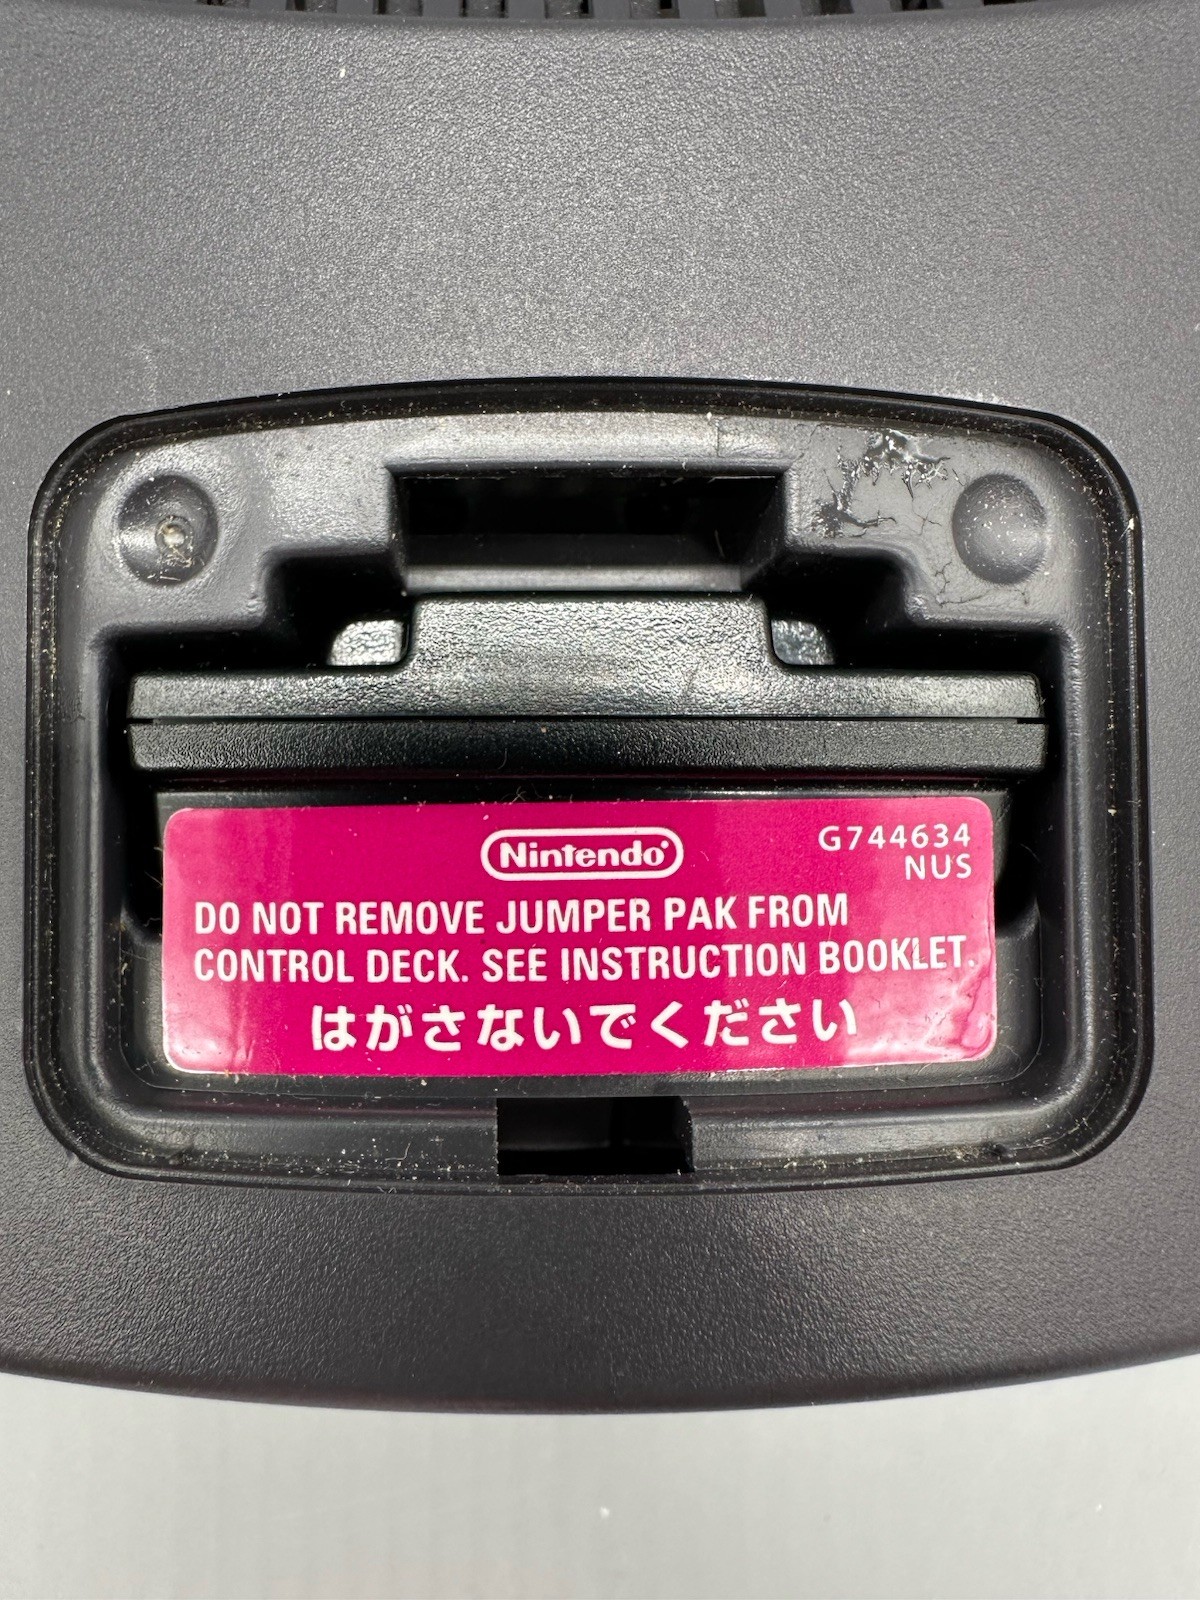 Nintendo®
G744634
NUS
DO NOT REMOVE JUMPER PAK FROM
CONTROL DECK. SEE INSTRUCTION BOOKLET.
はがさないでください